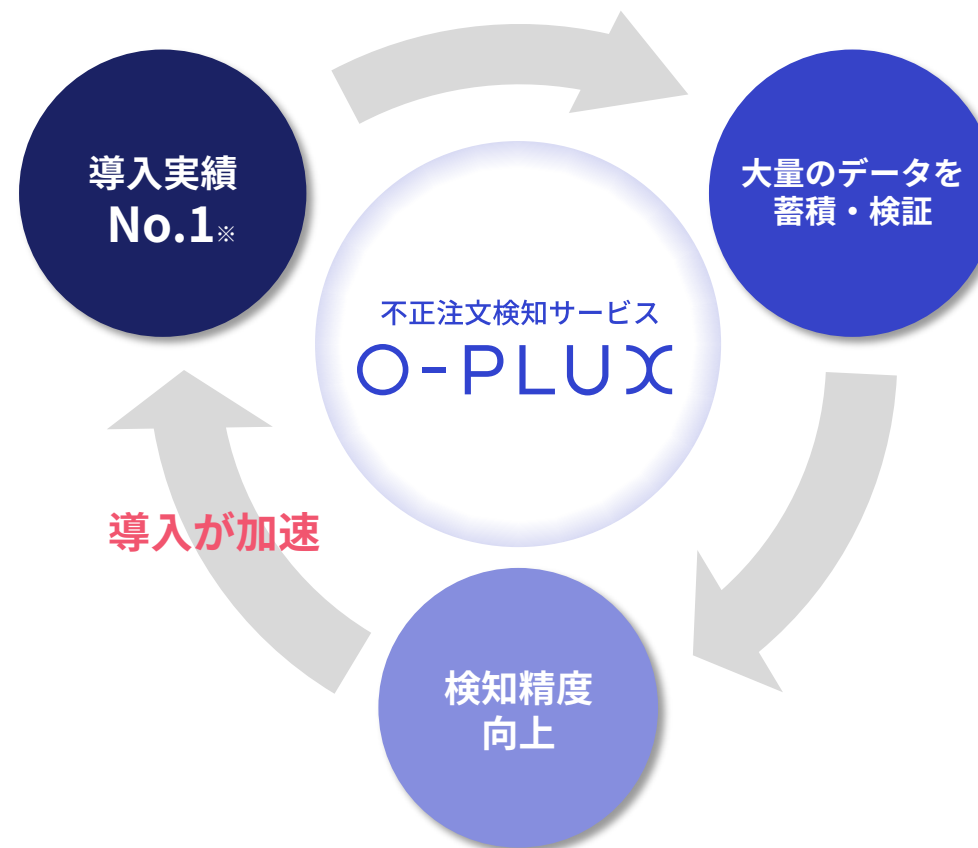 導入実績
No.1※
大量のデータを
蓄積・検証
不正注文検知サービス
O-PLUX
導入が加速
検知精度
向上